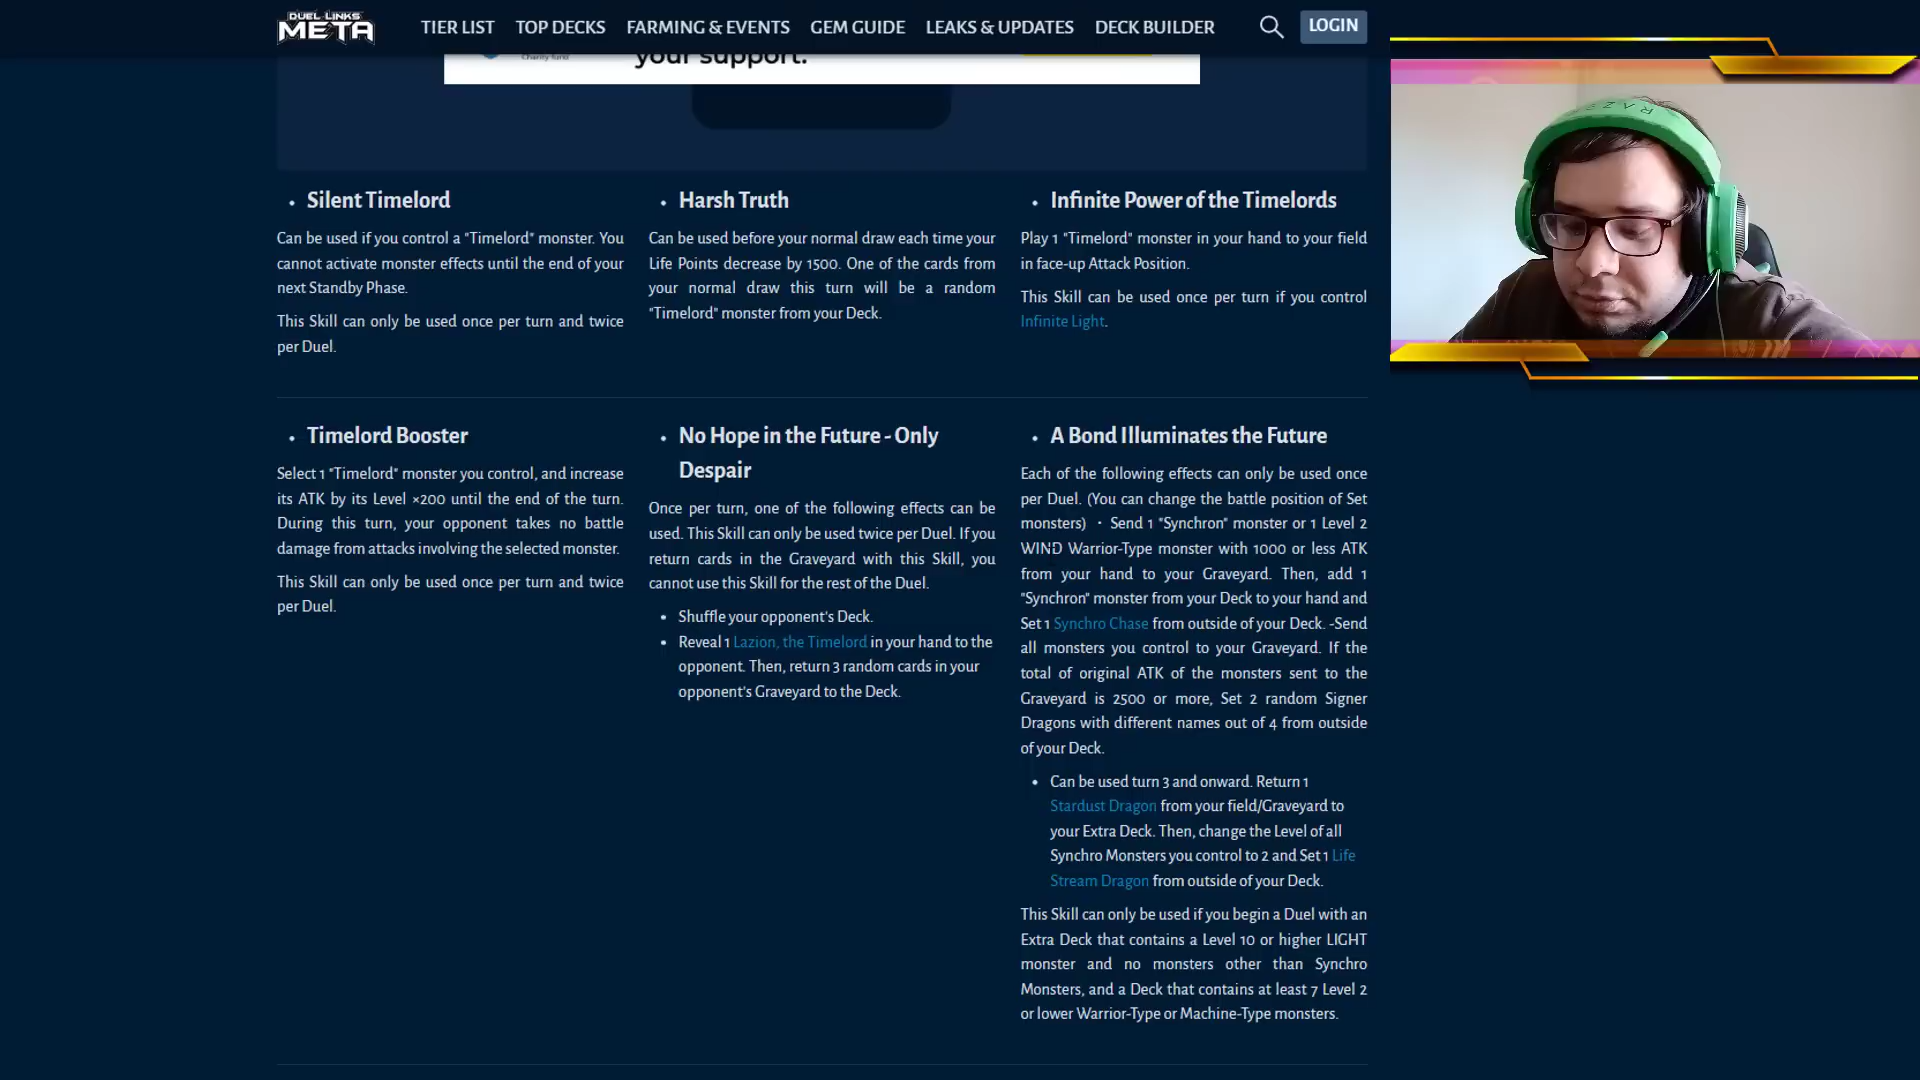 DUEL LINKS
META
TIER LIST
TOP DECKS
FARMING & EVENTS
GEM GUIDE
LEAKS & UPDATES
DECK BUILDER
LOGIN
Charity fund
your support.
RAZ
Silent Timelord
Can be used if you control a "Timelord" monster. You
cannot activate monster effects until the end of your
next Standby Phase.
This Skill can only be used once per turn and twice
per Duel.
Harsh Truth
Can be used before your normal draw each time your
Life Points decrease by 1500. One of the cards from
your normal draw this turn will be a random
"Timelord" monster from your Deck.
Infinite Power of the Timelords
Play 1 "Timelord" monster in your hand to your field
in face-up Attack Position.
This Skill can be used once per turn if you control
Infinite Light.
Timelord Booster
Select 1 "Timelord" monster you control, and increase
its ATK by its Level ×200 until the end of the turn.
During this turn, your opponent takes no battle
damage from attacks involving the selected monster.
This Skill can only be used once per turn and twice
per Duel.
No Hope in the Future - Only
Despair
Once per turn, one of the following effects can be
used. This Skill can only be used twice per Duel. If you
return cards in the Graveyard with this Skill, you
cannot use this Skill for the rest of the Duel.
Shuffle your opponent's Deck.
Reveal 1 Lazion, the Timelord in your hand to the
opponent. Then, return 3 random cards in your
opponent's Graveyard to the Deck.
A Bond Illuminates the Future
Each of the following effects can only be used once
per Duel. (You can change the battle position of Set
monsters) ・ Send 1 "Synchron" monster or 1 Level 2
WIND Warrior-Type monster with 1000 or less ATK
from your hand to your Graveyard. Then, add 1
"Synchron" monster from your Deck to your hand and
Set 1 Synchro Chase from outside of your Deck. -Send
all monsters you control to your Graveyard. If the
total of original ATK of the monsters sent to the
Graveyard is 2500 or more, Set 2 random Signer
Dragons with different names out of 4 from outside
of your Deck.
Can be used turn 3 and onward. Return 1
Stardust Dragon from your field/Graveyard to
your Extra Deck. Then, change the Level of all
Synchro Monsters you control to 2 and Set 1 Life
Stream Dragon from outside of your Deck.
This Skill can only be used if you begin a Duel with an
Extra Deck that contains a Level 10 or higher LIGHT
monster and no monsters other than Synchro
Monsters, and a Deck that contains at least 7 Level 2
or lower Warrior-Type or Machine-Type monsters.